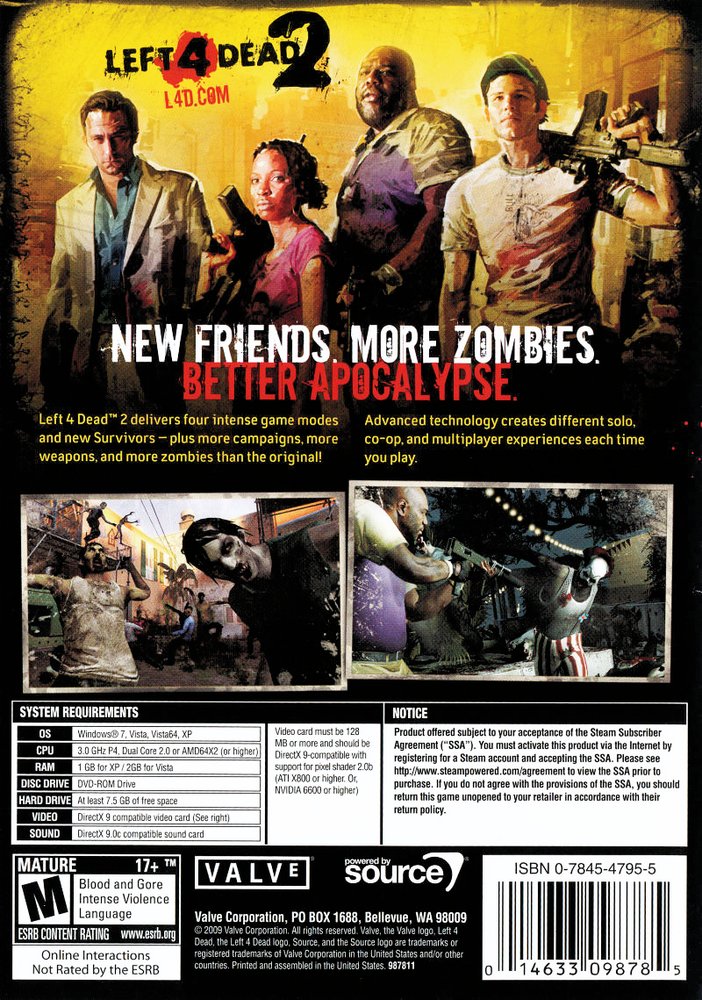 LEFT 4 DEAD 2
L4D.COM
NEW FRIENDS. MORE ZOMBIES.
BETTER APOCALYPSE.
Left 4 Dead™ 2 delivers four intense game modes
and new Survivors – plus more campaigns, more
weapons, and more zombies than the original!
Advanced technology creates different solo,
co-op, and multiplayer experiences each time
you play.
SYSTEM REQUIREMENTS
OS Windows® 7, Vista, Vista64, XP
CPU 3.0 GHz P4, Dual Core 2.0 or AMD64X2 (or higher)
RAM 1 GB for XP / 2GB for Vista
DISC DRIVE DVD-ROM Drive
HARD DRIVE At least 7.5 GB of free space
VIDEO DirectX 9 compatible video card (See right)
SOUND DirectX 9.0c compatible sound card
Video card must be 128
MB or more and should be
DirectX 9-compatible with
support for pixel shader 2.0b
(ATI X800 or higher. Or,
NVIDIA 6600 or higher)
NOTICE
Product offered subject to your acceptance of the Steam Subscriber
Agreement ("SSA"). You must activate this product via the Internet by
registering for a Steam account and accepting the SSA. Please see
http://www.steampowered.com/agreement to view the SSA prior to
purchase. If you do not agree with the provisions of the SSA, you should
return this game unopened to your retailer in accordance with their
return policy.
MATURE 17+ ™
M
Blood and Gore
Intense Violence
Language
ESRB CONTENT RATING www.esrb.org
Online Interactions
Not Rated by the ESRB
VALVE®
powered by
source®
Valve Corporation, PO BOX 1688, Bellevue, WA 98009
© 2009 Valve Corporation. All rights reserved. Valve, the Valve logo, Left 4
Dead, the Left 4 Dead logo, Source, and the Source logo are trademarks or
registered trademarks of Valve Corporation in the United States and/or other
countries. Printed and assembled in the United States. 987811
ISBN 0-7845-4795-5
0 14633 09878 5